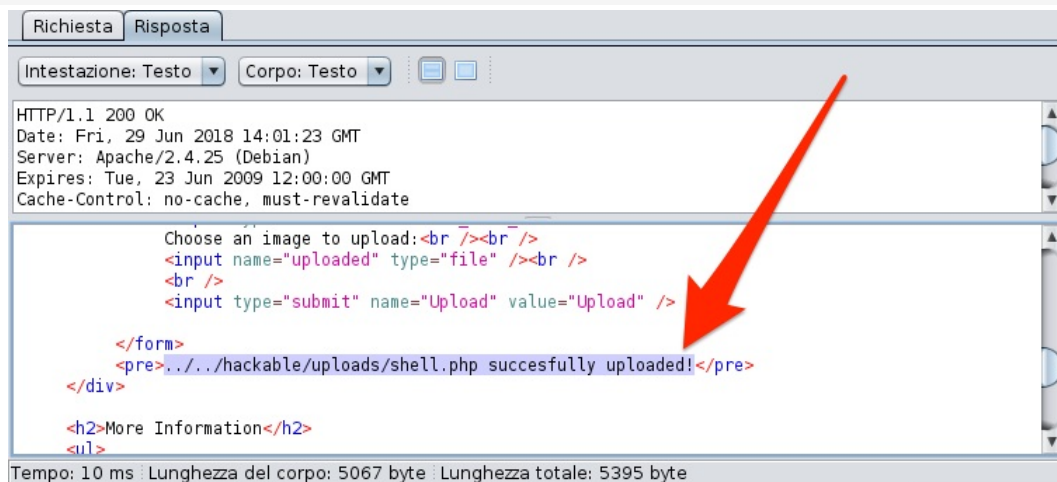 Richiesta Risposta
Intestazione: Testo Corpo: Testo
HTTP/1.1 200 OK
Date: Fri, 29 Jun 2018 14:01:23 GMT
Server: Apache/2.4.25 (Debian)
Expires: Tue, 23 Jun 2009 12:00:00 GMT
Cache-Control: no-cache, must-revalidate
Choose an image to upload:<br /><br />
<input name="uploaded" type="file" /><br />
<br />
<input type="submit" name="Upload" value="Upload" />
</form>
<pre>../../hackable/uploads/shell.php succesfully uploaded!</pre>
</div>
<h2>More Information</h2>
<ul>
Tempo: 10 ms Lunghezza del corpo: 5067 byte Lunghezza totale: 5395 byte